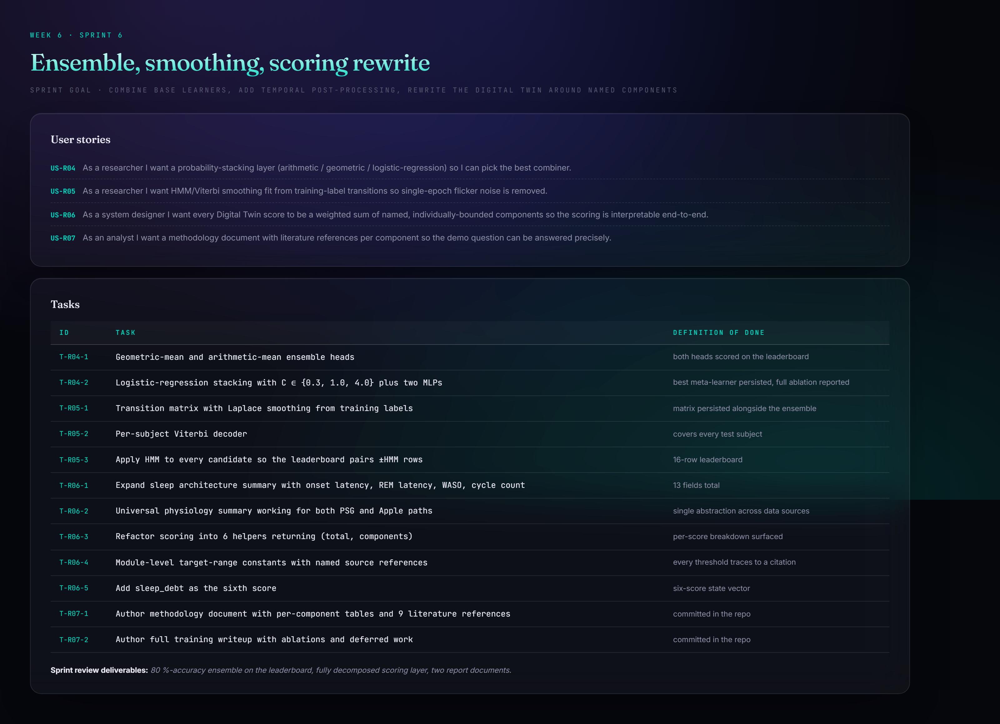 WEEK 6 · SPRINT 6
Ensemble, smoothing, scoring rewrite
SPRINT GOAL · COMBINE BASE LEARNERS, ADD TEMPORAL POST-PROCESSING, REWRITE THE DIGITAL TWIN AROUND NAMED COMPONENTS
User stories
US-R04 As a researcher I want a probability-stacking layer (arithmetic / geometric / logistic-regression) so I can pick the best combiner.
US-R05 As a researcher I want HMM/Viterbi smoothing fit from training-label transitions so single-epoch flicker noise is removed.
US-R06 As a system designer I want every Digital Twin score to be a weighted sum of named, individually-bounded components so the scoring is interpretable end-to-end.
US-R07 As an analyst I want a methodology document with literature references per component so the demo question can be answered precisely.
Tasks
ID TASK DEFINITION OF DONE
T-R04-1 Geometric-mean and arithmetic-mean ensemble heads both heads scored on the leaderboard
T-R04-2 Logistic-regression stacking with C ∈ {0.3, 1.0, 4.0} plus two MLPs best meta-learner persisted, full ablation reported
T-R05-1 Transition matrix with Laplace smoothing from training labels matrix persisted alongside the ensemble
T-R05-2 Per-subject Viterbi decoder covers every test subject
T-R05-3 Apply HMM to every candidate so the leaderboard pairs ±HMM rows 16-row leaderboard
T-R06-1 Expand sleep architecture summary with onset latency, REM latency, WASO, cycle count 13 fields total
T-R06-2 Universal physiology summary working for both PSG and Apple paths single abstraction across data sources
T-R06-3 Refactor scoring into 6 helpers returning (total, components) per-score breakdown surfaced
T-R06-4 Module-level target-range constants with named source references every threshold traces to a citation
T-R06-5 Add sleep_debt as the sixth score six-score state vector
T-R07-1 Author methodology document with per-component tables and 9 literature references committed in the repo
T-R07-2 Author full training writeup with ablations and deferred work committed in the repo
Sprint review deliverables: 80 %-accuracy ensemble on the leaderboard, fully decomposed scoring layer, two report documents.